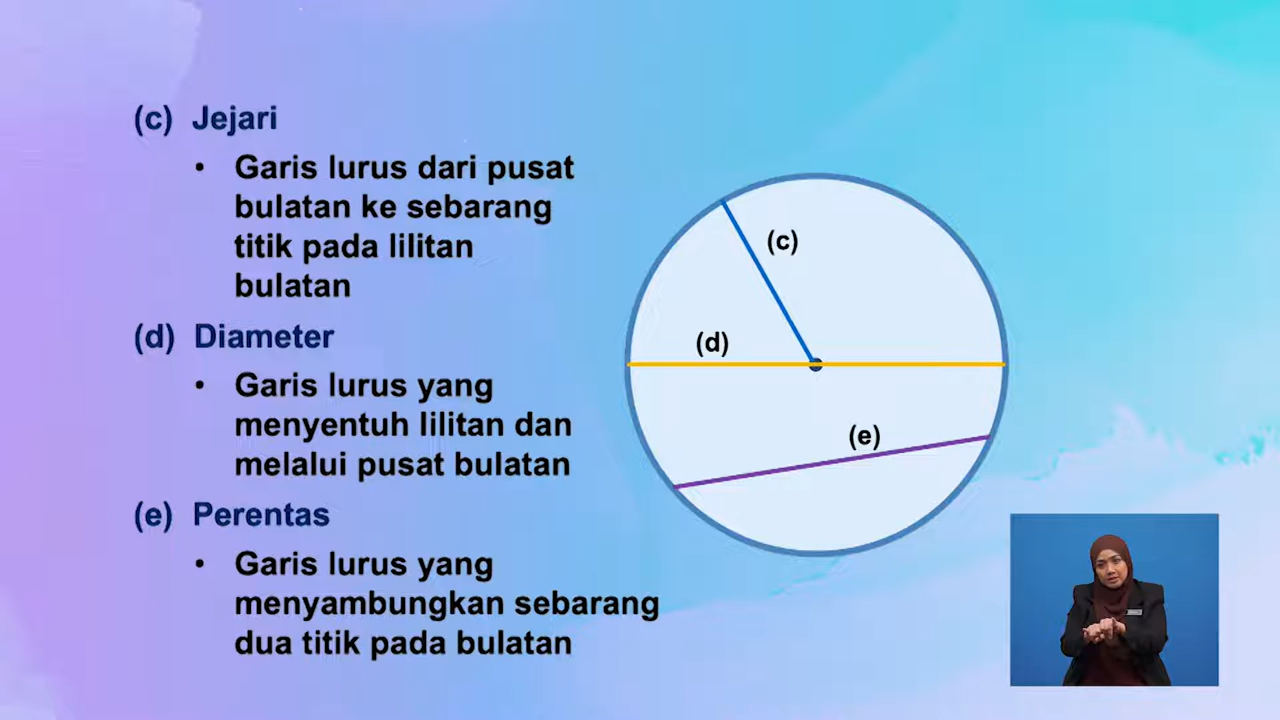 (c) Jejari
• Garis lurus dari pusat
bulatan ke sebarang
titik pada lilitan
bulatan
(d) Diameter
• Garis lurus yang
menyentuh lilitan dan
melalui pusat bulatan
(e) Perentas
• Garis lurus yang
menyambungkan sebarang
dua titik pada bulatan
(c)
(d)
(e)